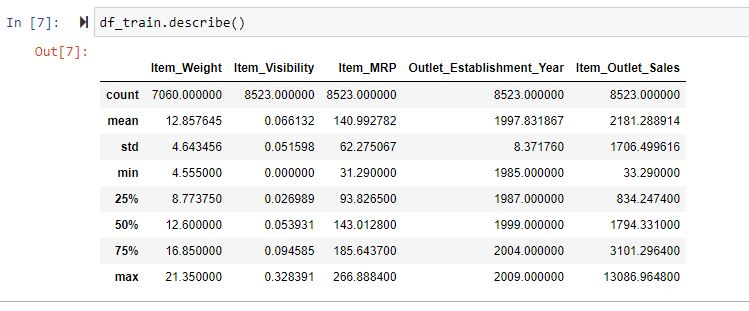 In [7]: df_train.describe()
Out[7]:
Item_Weight Item_Visibility Item_MRP Outlet_Establishment_Year Item_Outlet_Sales
count 7060.000000 8523.000000 8523.000000 8523.000000 8523.000000
mean 12.857645 0.066132 140.992782 1997.831867 2181.288914
std 4.643456 0.051598 62.275067 8.371760 1706.499616
min 4.555000 0.000000 31.290000 1985.000000 33.290000
25% 8.773750 0.026989 93.826500 1987.000000 834.247400
50% 12.600000 0.053931 143.012800 1999.000000 1794.331000
75% 16.850000 0.094585 185.643700 2004.000000 3101.296400
max 21.350000 0.328391 266.888400 2009.000000 13086.964800